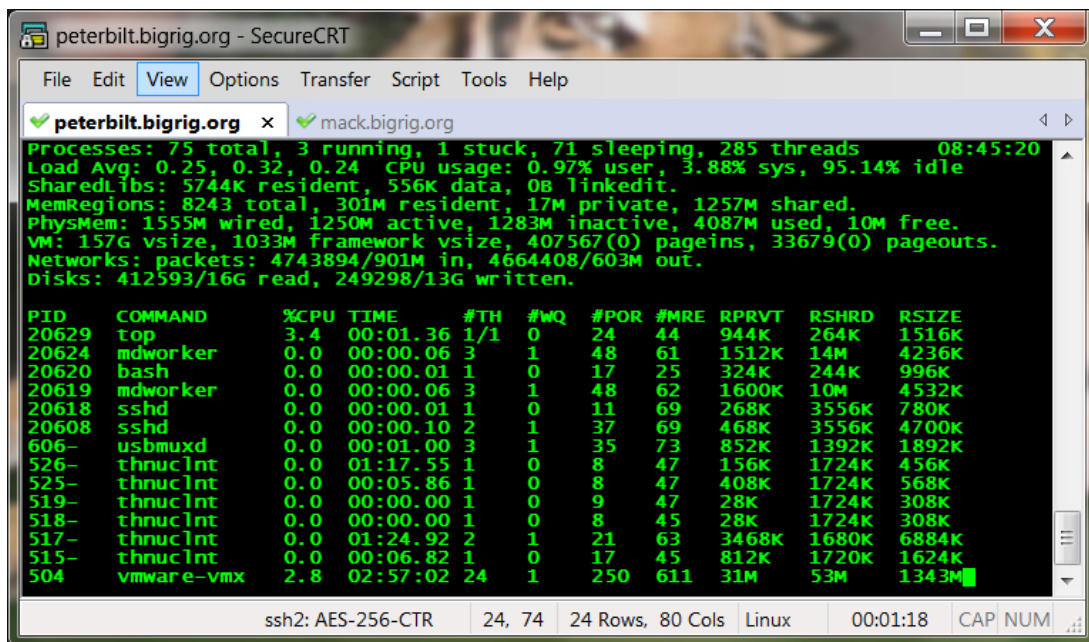 peterbilt.bigrig.org - SecureCRT
File Edit View Options Transfer Script Tools Help
peterbilt.bigrig.org x mack.bigrig.org
Processes: 75 total, 3 running, 1 stuck, 71 sleeping, 285 threads 08:45:20
Load Avg: 0.25, 0.32, 0.24 CPU usage: 0.97% user, 3.88% sys, 95.14% idle
SharedLibs: 5744K resident, 556K data, 0B linkedit.
MemRegions: 8243 total, 301M resident, 17M private, 1257M shared.
PhysMem: 1555M wired, 1250M active, 1283M inactive, 4087M used, 10M free.
VM: 157G vsize, 1033M framework vsize, 407567(0) pageins, 33679(0) pageouts.
Networks: packets: 4743894/901M in, 4664408/603M out.
Disks: 412593/16G read, 249298/13G written.
PID COMMAND %CPU TIME #TH #WQ #POR #MRE RPRVT RSHRD RSIZE
20629 top 3.4 00:01.36 1/1 0 24 44 944K 264K 1516K
20624 mdworker 0.0 00:00.06 3 1 48 61 1512K 14M 4236K
20620 bash 0.0 00:00.01 1 0 17 25 324K 244K 996K
20619 mdworker 0.0 00:00.06 3 1 48 62 1600K 10M 4532K
20618 sshd 0.0 00:00.01 1 0 11 69 268K 3556K 780K
20608 sshd 0.0 00:00.10 2 1 37 69 468K 3556K 4700K
606- usbmuxd 0.0 00:01.00 3 1 35 73 852K 1392K 1892K
526- thnuclnt 0.0 01:17.55 1 0 8 47 156K 1724K 456K
525- thnuclnt 0.0 00:05.86 1 0 8 47 408K 1724K 568K
519- thnuclnt 0.0 00:00.00 1 0 9 47 28K 1724K 308K
518- thnuclnt 0.0 00:00.00 1 0 8 45 28K 1724K 308K
517- thnuclnt 0.0 01:24.92 2 1 21 63 3468K 1680K 6884K
515- thnuclnt 0.0 00:06.82 1 0 17 45 812K 1720K 1624K
504 vmware-vmx 2.8 02:57:02 24 1 250 611 31M 53M 1343M
ssh2: AES-256-CTR 24, 74 24 Rows, 80 Cols Linux 00:01:18 CAP NUM